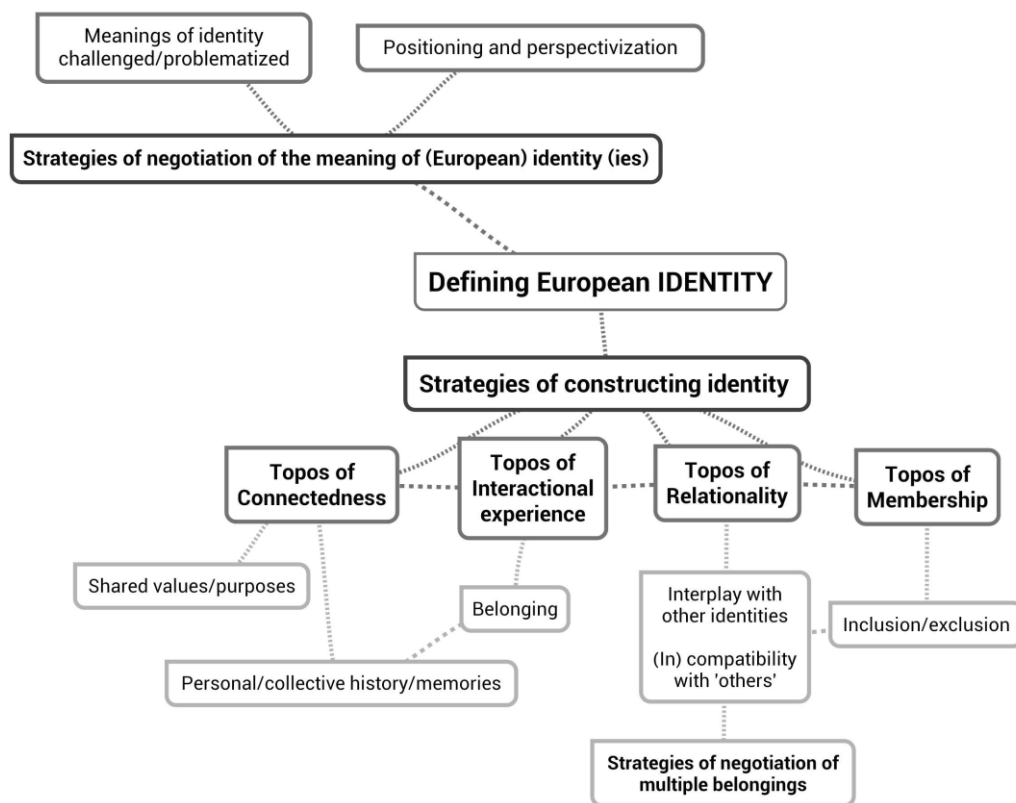 Meanings of identity
challenged/problematized
Positioning and perspectivization
Strategies of negotiation of the meaning of (European) identity (ies)
Defining European IDENTITY
Strategies of constructing identity
Topos of
Connectedness
Topos of
Interactional
experience
Topos of
Relationality
Topos of
Membership
Shared values/purposes
Belonging
Personal/collective history/memories
Interplay with
other identities
(In) compatibility
with 'others'
Inclusion/exclusion
Strategies of negotiation of
multiple belongings